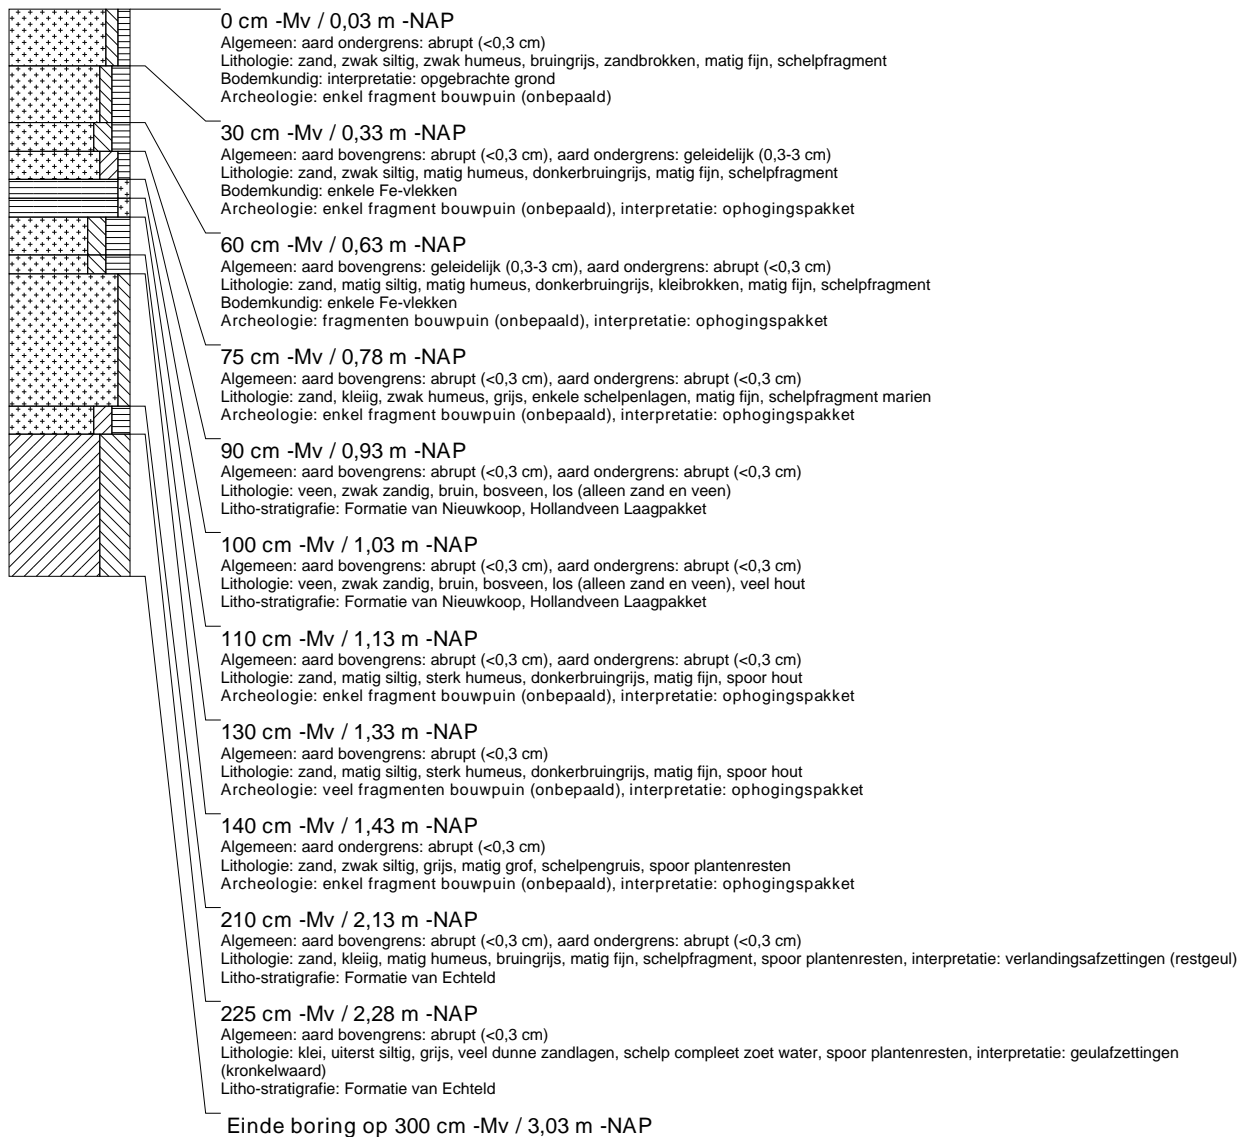 0 cm -Mv / 0,03 m -NAP
Algemeen: aard ondergrens: abrupt (<0,3 cm)
Lithologie: zand, zwak siltig, zwak humeus, bruingrijs, zandbrokken, matig fijn, schelpfragment
Bodemkundig: interpretatie: opgebrachte grond
Archeologie: enkel fragment bouwpuin (onbepaald)
30 cm -Mv / 0,33 m -NAP
Algemeen: aard bovengrens: abrupt (<0,3 cm), aard ondergrens: geleidelijk (0,3-3 cm)
Lithologie: zand, zwak siltig, matig humeus, donkerbruingrijs, matig fijn, schelpfragment
Bodemkundig: enkele Fe-vlekken
Archeologie: enkel fragment bouwpuin (onbepaald), interpretatie: ophogingspakket
60 cm -Mv / 0,63 m -NAP
Algemeen: aard bovengrens: geleidelijk (0,3-3 cm), aard ondergrens: abrupt (<0,3 cm)
Lithologie: zand, matig siltig, matig humeus, donkerbruingrijs, kleibrokken, matig fijn, schelpfragment
Bodemkundig: enkele Fe-vlekken
Archeologie: fragmenten bouwpuin (onbepaald), interpretatie: ophogingspakket
75 cm -Mv / 0,78 m -NAP
Algemeen: aard bovengrens: abrupt (<0,3 cm), aard ondergrens: abrupt (<0,3 cm)
Lithologie: zand, kleiig, zwak humeus, grijs, enkele schelpenlagen, matig fijn, schelpfragment marien
Archeologie: enkel fragment bouwpuin (onbepaald), interpretatie: ophogingspakket
90 cm -Mv / 0,93 m -NAP
Algemeen: aard bovengrens: abrupt (<0,3 cm), aard ondergrens: abrupt (<0,3 cm)
Lithologie: veen, zwak zandig, bruin, bosveen, los (alleen zand en veen)
Litho-stratigrafie: Formatie van Nieuwkoop, Hollandveen Laagpakket
100 cm -Mv / 1,03 m -NAP
Algemeen: aard bovengrens: abrupt (<0,3 cm), aard ondergrens: abrupt (<0,3 cm)
Lithologie: veen, zwak zandig, bruin, bosveen, los (alleen zand en veen), veel hout
Litho-stratigrafie: Formatie van Nieuwkoop, Hollandveen Laagpakket
110 cm -Mv / 1,13 m -NAP
Algemeen: aard bovengrens: abrupt (<0,3 cm), aard ondergrens: abrupt (<0,3 cm)
Lithologie: zand, matig siltig, sterk humeus, donkerbruingrijs, matig fijn, spoor hout
Archeologie: enkel fragment bouwpuin (onbepaald), interpretatie: ophogingspakket
130 cm -Mv / 1,33 m -NAP
Algemeen: aard bovengrens: abrupt (<0,3 cm)
Lithologie: zand, matig siltig, sterk humeus, donkerbruingrijs, matig fijn, spoor hout
Archeologie: veel fragmenten bouwpuin (onbepaald), interpretatie: ophogingspakket
140 cm -Mv / 1,43 m -NAP
Algemeen: aard ondergrens: abrupt (<0,3 cm)
Lithologie: zand, zwak siltig, grijs, matig grof, schelpengruis, spoor plantenresten
Archeologie: enkel fragment bouwpuin (onbepaald), interpretatie: ophogingspakket
210 cm -Mv / 2,13 m -NAP
Algemeen: aard bovengrens: abrupt (<0,3 cm), aard ondergrens: abrupt (<0,3 cm)
Lithologie: zand, kleiig, matig humeus, bruingrijs, matig fijn, schelpfragment, spoor plantenresten, interpretatie: verlandingsafzettingen (restgeul)
Litho-stratigrafie: Formatie van Echteld
225 cm -Mv / 2,28 m -NAP
Algemeen: aard bovengrens: abrupt (<0,3 cm)
Lithologie: klei, uiterst siltig, grijs, veel dunne zandlagen, schelp compleet zoet water, spoor plantenresten, interpretatie: geulafzettingen
(kronkelwaard)
Litho-stratigrafie: Formatie van Echteld
Einde boring op 300 cm -Mv / 3,03 m -NAP